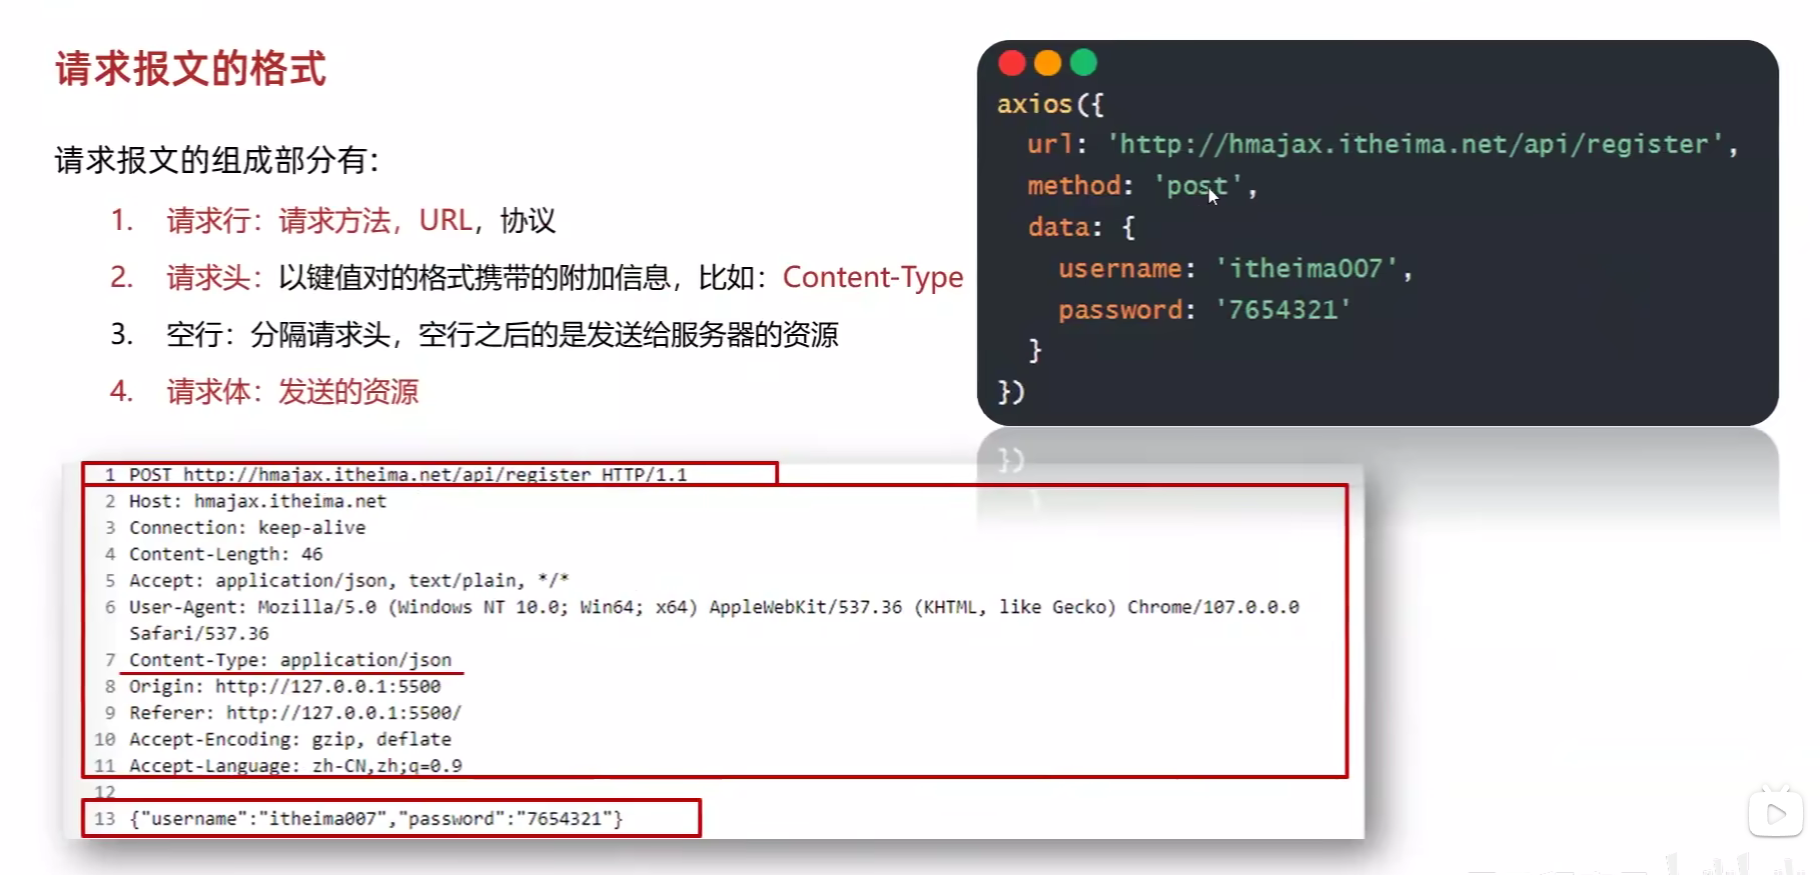 请求报文的格式
请求报文的组成部分有：
1. 请求行：请求方法，URL，协议
2. 请求头：以键值对的格式携带的附加信息，比如：Content-Type
3. 空行：分隔请求头，空行之后的是发送给服务器的资源
4. 请求体：发送的资源
axios({
url: 'http://hmajax.itheima.net/api/register',
method: 'post',
data: {
username: 'itheima007',
password: '7654321'
}
})
})
1 POST http://hmajax.itheima.net/api/register HTTP/1.1
2 Host: hmajax.itheima.net
3 Connection: keep-alive
4 Content-Length: 46
5 Accept: application/json, text/plain, */*
6 User-Agent: Mozilla/5.0 (Windows NT 10.0; Win64; x64) AppleWebKit/537.36 (KHTML, like Gecko) Chrome/107.0.0.0
Safari/537.36
7 Content-Type: application/json
8 Origin: http://127.0.0.1:5500
9 Referer: http://127.0.0.1:5500/
10 Accept-Encoding: gzip, deflate
11 Accept-Language: zh-CN,zh;q=0.9
12
13 {"username":"itheima007","password":"7654321"}